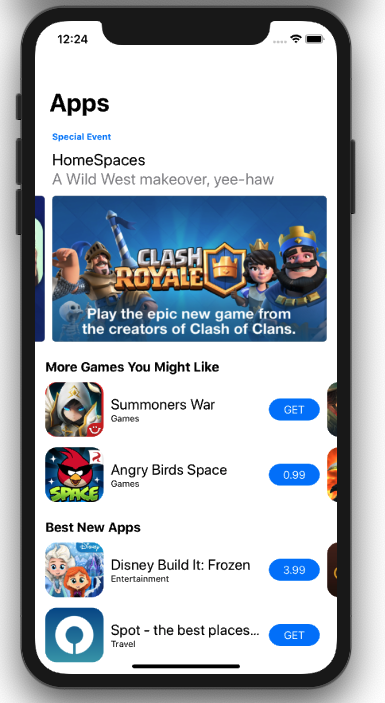 12:24
Apps
Special Event
HomeSpaces
A Wild West makeover, yee-haw
CLASH
ROYALE
Play the epic new game from
the creators of Clash of Clans.
More Games You Might Like
Summoners War
Games
GET
Angry Birds Space
Games
0.99
SPACE
Best New Apps
Disney
Disney Build It: Frozen
Entertainment
3.99
Spot - the best places...
Travel
GET